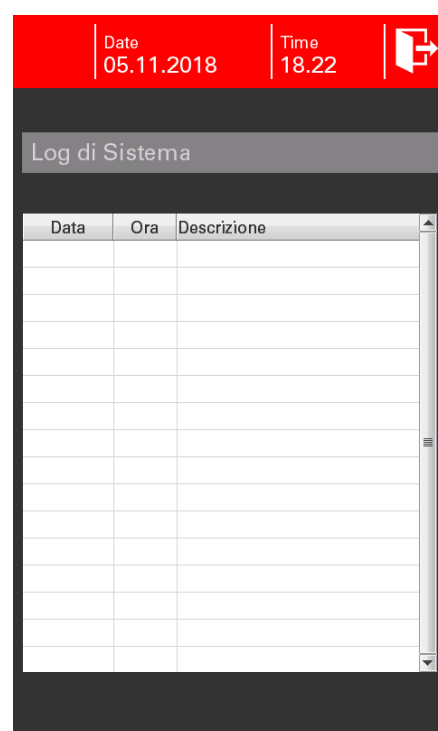 Date
05.11.2018
Time
18.22
Log di Sistema
Data Ora Descrizione